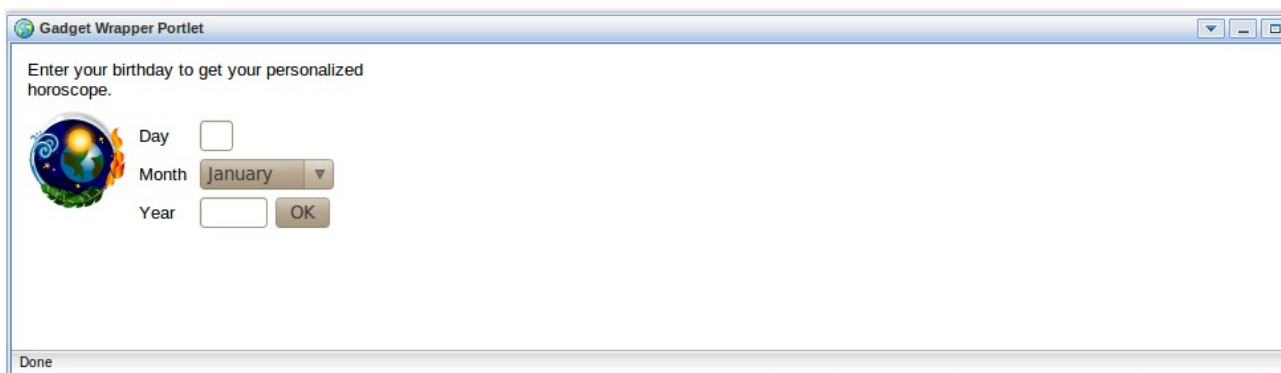 Gadget Wrapper Portlet
Enter your birthday to get your personalized
horoscope.
Day
Month January
Year OK
Done